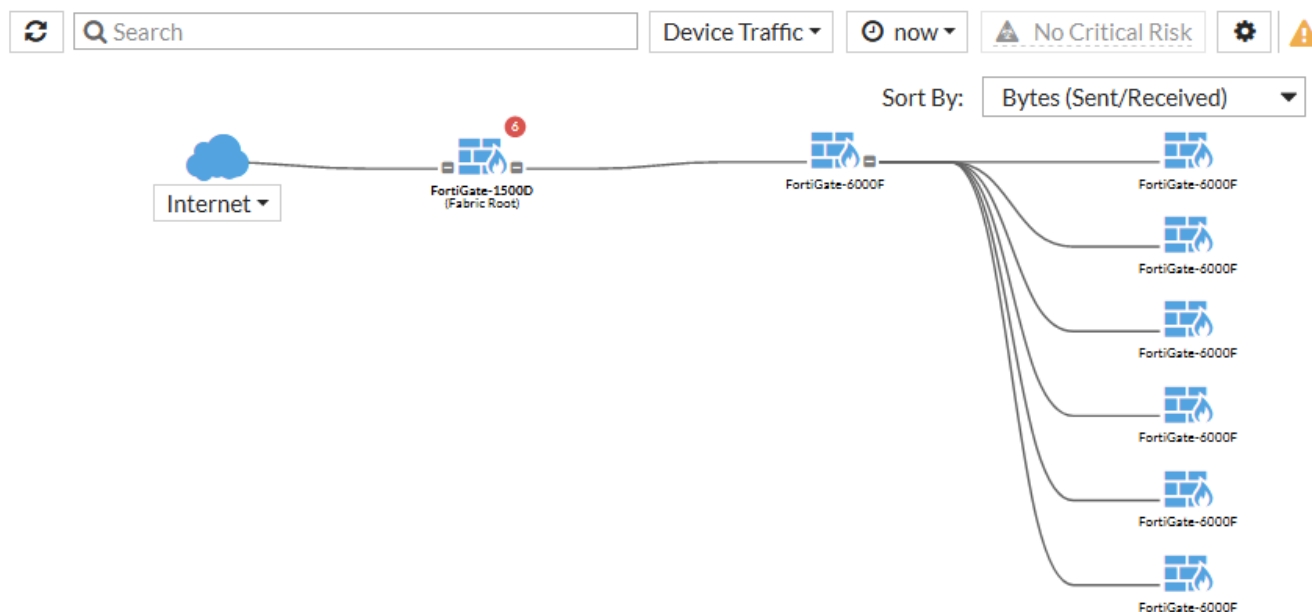 Search
Device Traffic
now
No Critical Risk
Sort By:
Bytes (Sent/Received)
6
Internet
FortiGate-1500D
(Fabric Root)
FortiGate-6000F
FortiGate-6000F
FortiGate-6000F
FortiGate-6000F
FortiGate-6000F
FortiGate-6000F
FortiGate-6000F